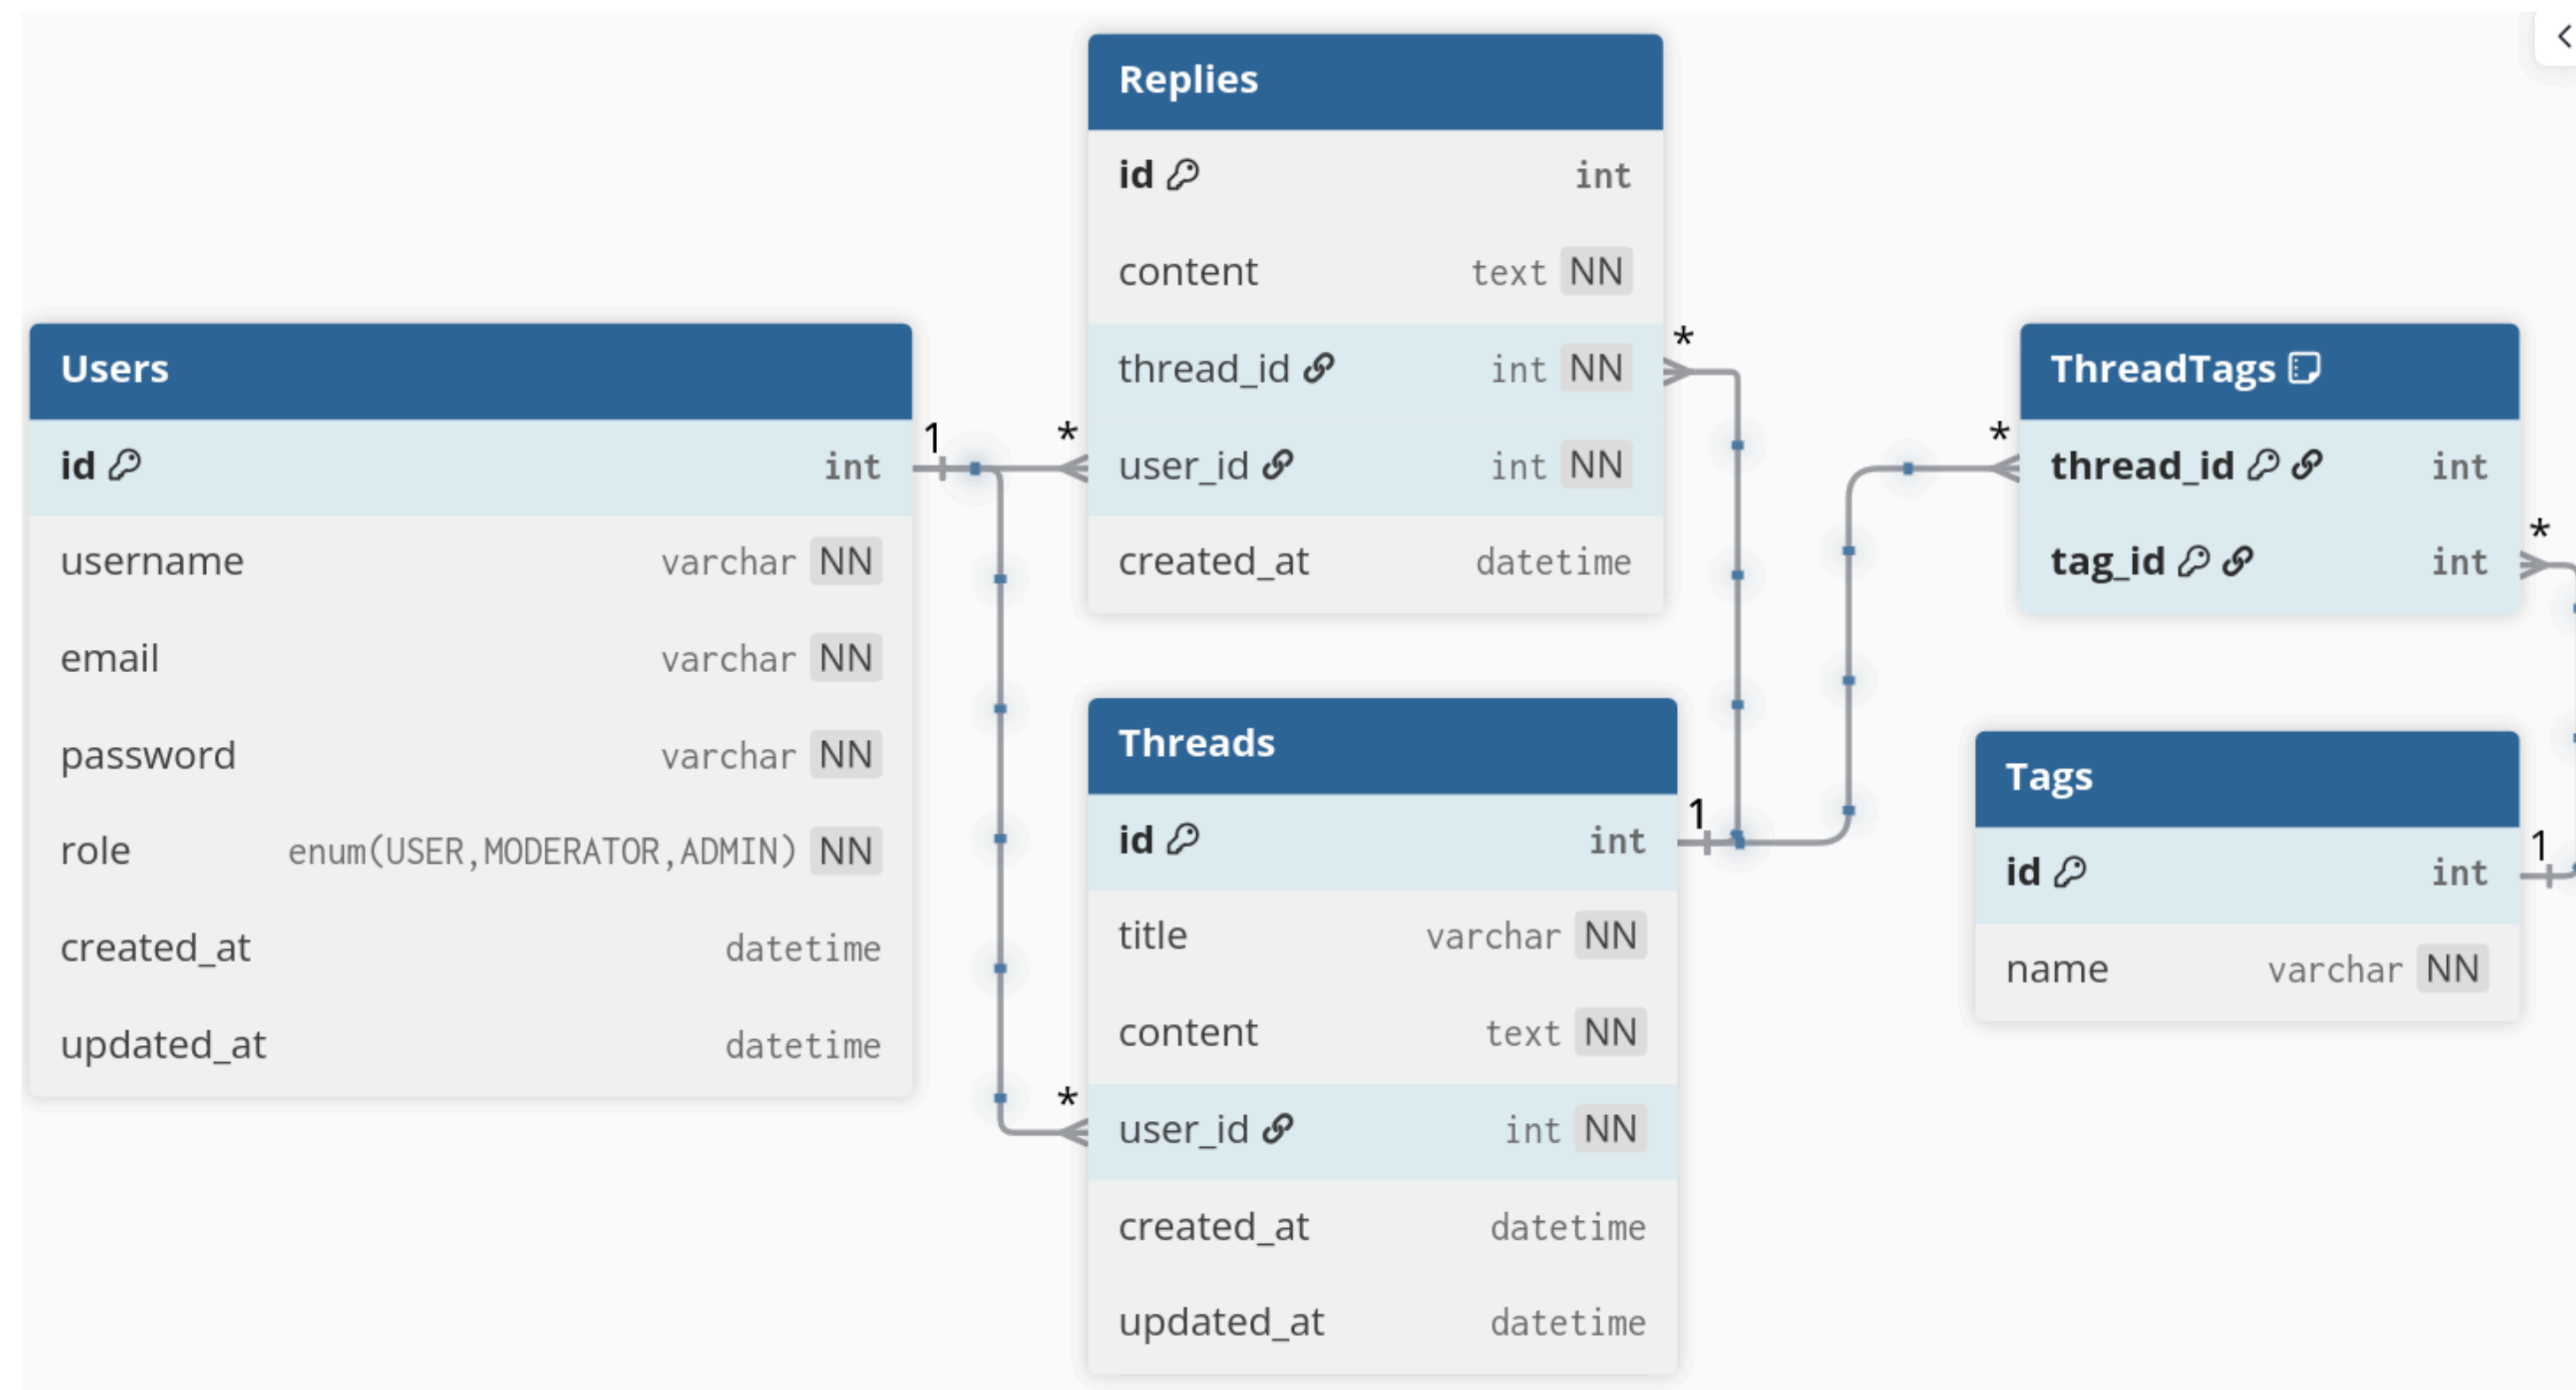 Users
id int
username varchar NN
email varchar NN
password varchar NN
role enum(USER,MODERATOR,ADMIN) NN
created_at datetime
updated_at datetime
1
*
*
Replies
id int
content text NN
thread_id int NN
user_id int NN
created_at datetime
*
Threads
id int
title varchar NN
content text NN
user_id int NN
created_at datetime
updated_at datetime
1
*
ThreadTags
thread_id int
tag_id int
*
Tags
id int
name varchar NN
1